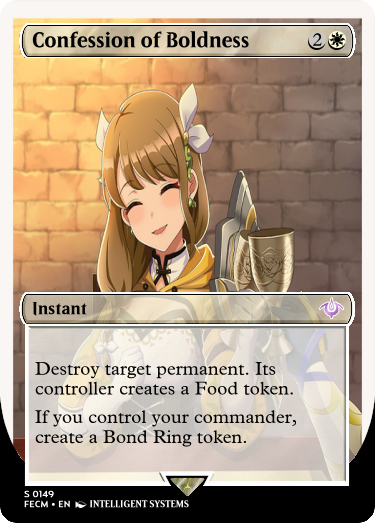 Confession of Boldness 2
Instant
Destroy target permanent. Its
controller creates a Food token.
If you control your commander,
create a Bond Ring token.
S 0149
FECM • EN INTELLIGENT SYSTEMS